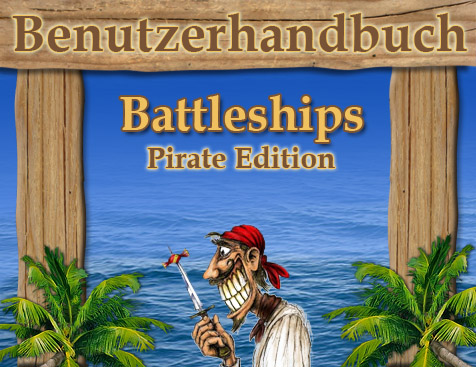 Benutzerhandbuch
Battleships
Pirate Edition